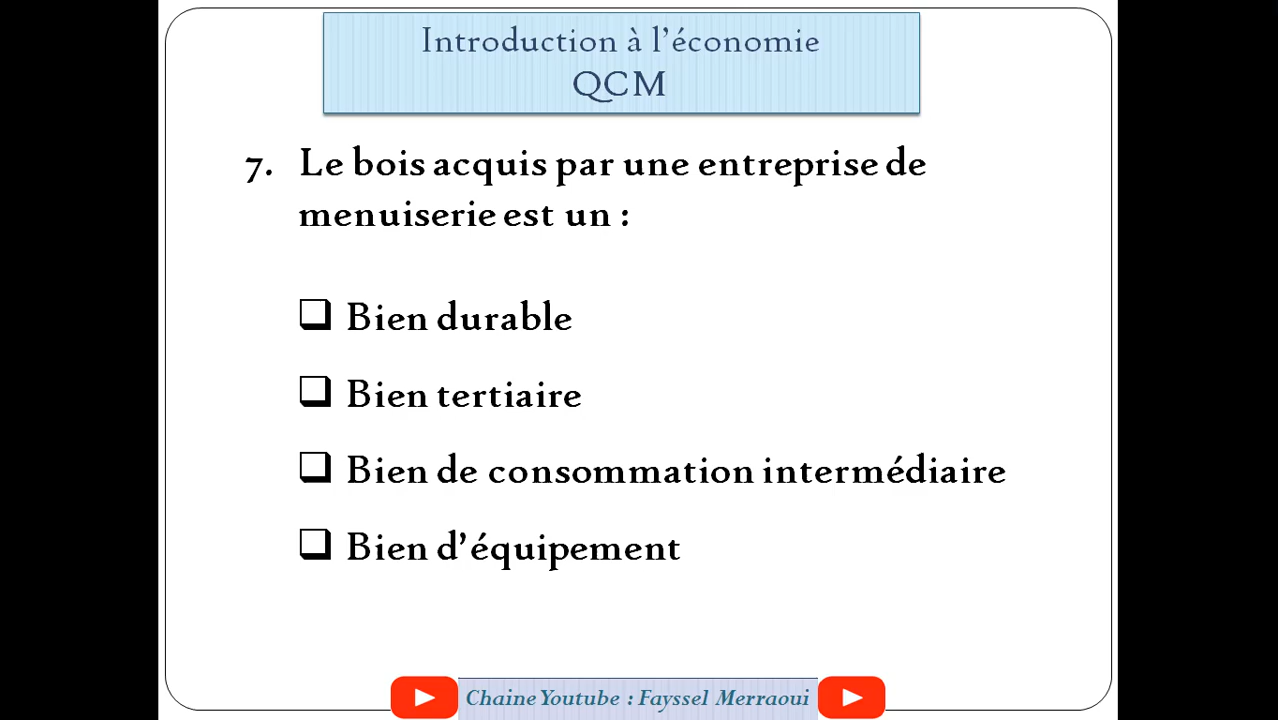 Introduction à l'économie
QCM
7. Le bois acquis par une entreprise de
menuiserie est un :
❑ Bien durable
❑ Bien tertiaire
❑ Bien de consommation intermédiaire
❑ Bien d'équipement
Chaine Youtube : Fayssel Merraoui